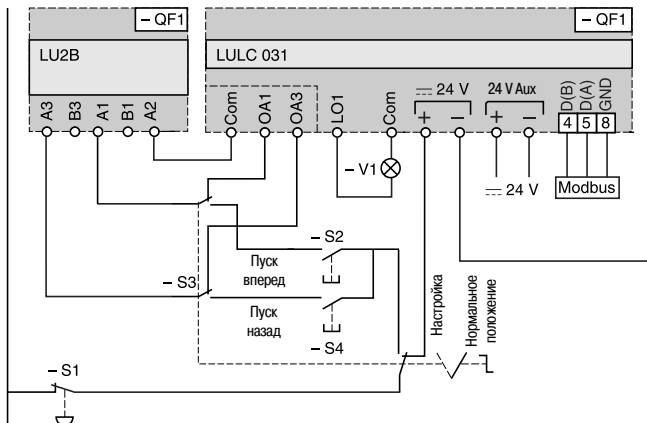 – QF1
– QF1
LU2B
LULC 031
A3
B3
A1
B1
A2
Com
OA1
OA3
LO1
Com
24 V
+
–
24 V Aux
+
–
D(B)
D(A)
GND
4
5
8
– V1
24 V
Modbus
– S2
Пуск
вперед
– S3
Пуск
назад
– S4
Настройка
Нормальное
положение
– S1